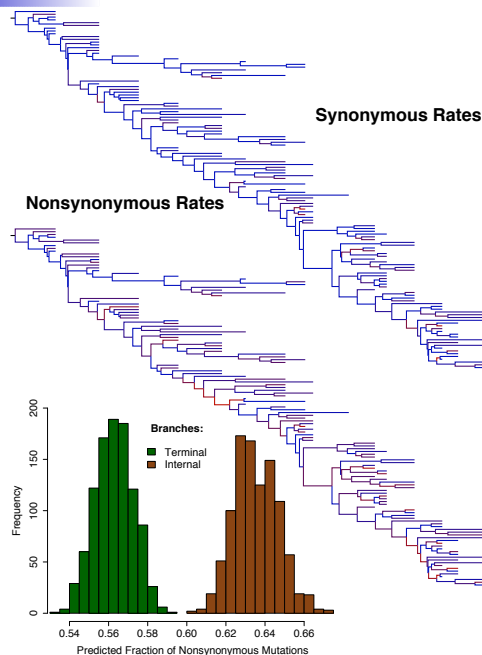 Synonymous Rates
Nonsynonymous Rates
Branches:
Terminal
Internal
Frequency
0
50
100
150
200
0.54 0.56 0.58 0.60 0.62 0.64 0.66
Predicted Fraction of Nonsynonymous Mutations